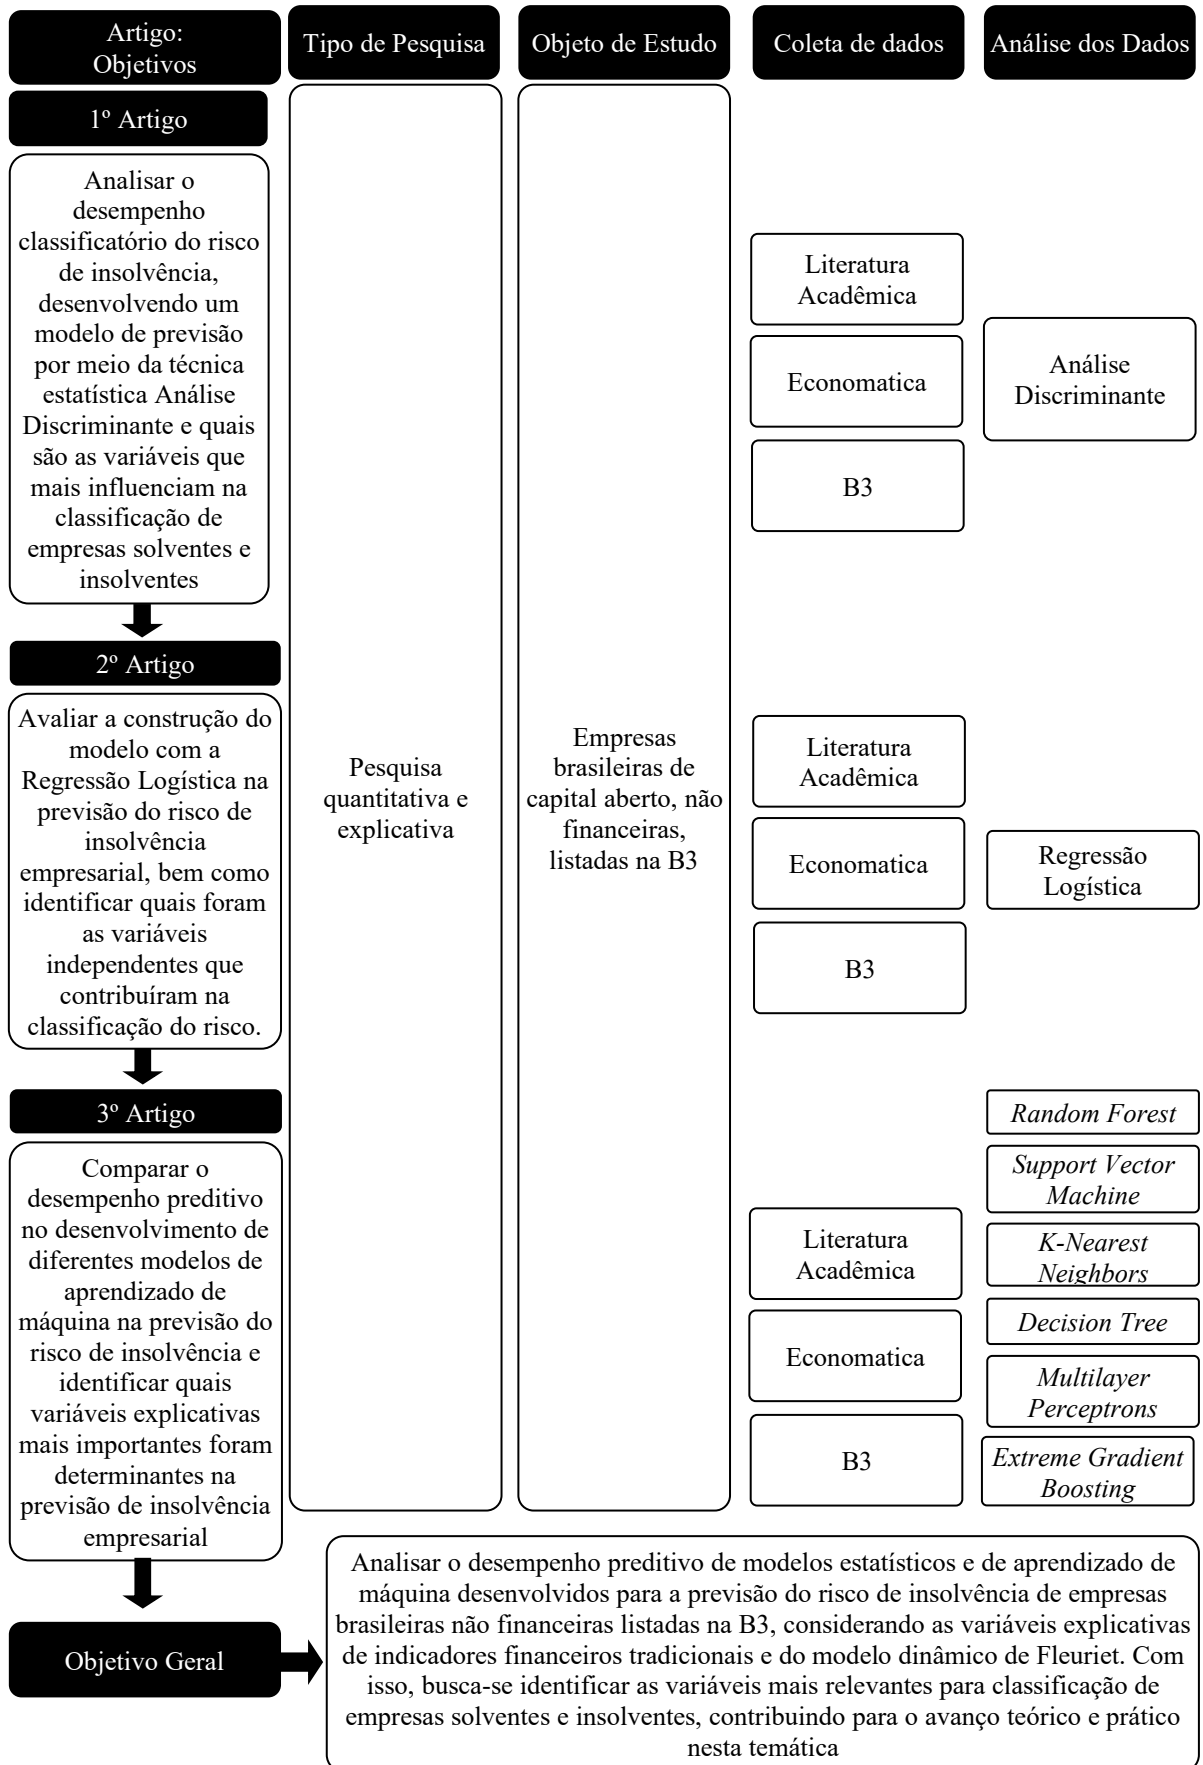 Artigo:
Objetivos
Tipo de Pesquisa
Objeto de Estudo
Coleta de dados
Análise dos Dados
1º Artigo
Analisar o
desempenho
classificatório do risco
de insolvência,
desenvolvendo um
modelo de previsão
por meio da técnica
estatística Análise
Discriminante e quais
são as variáveis que
mais influenciam na
classificação de
empresas solventes e
insolventes
Literatura
Acadêmica
Economatica
B3
Análise
Discriminante
2º Artigo
Avaliar a construção do
modelo com a
Regressão Logística na
previsão do risco de
insolvência
empresarial, bem como
identificar quais foram
as variáveis
independentes que
contribuíram na
classificação do risco.
Pesquisa
quantitativa e
explicativa
Empresas
brasileiras de
capital aberto, não
financeiras,
listadas na B3
Literatura
Acadêmica
Economatica
B3
Regressão
Logística
3º Artigo
Comparar o
desempenho preditivo
no desenvolvimento de
diferentes modelos de
aprendizado de
máquina na previsão do
risco de insolvência e
identificar quais
variáveis explicativas
mais importantes foram
determinantes na
previsão de insolvência
empresarial
Literatura
Acadêmica
Economatica
B3
Random Forest
Support Vector
Machine
K-Nearest
Neighbors
Decision Tree
Multilayer
Perceptrons
Extreme Gradient
Boosting
Objetivo Geral
Analisar o desempenho preditivo de modelos estatísticos e de aprendizado de
máquina desenvolvidos para a previsão do risco de insolvência de empresas
brasileiras não financeiras listadas na B3, considerando as variáveis explicativas
de indicadores financeiros tradicionais e do modelo dinâmico de Fleuriet. Com
isso, busca-se identificar as variáveis mais relevantes para classificação de
empresas solventes e insolventes, contribuindo para o avanço teórico e prático
nesta temática